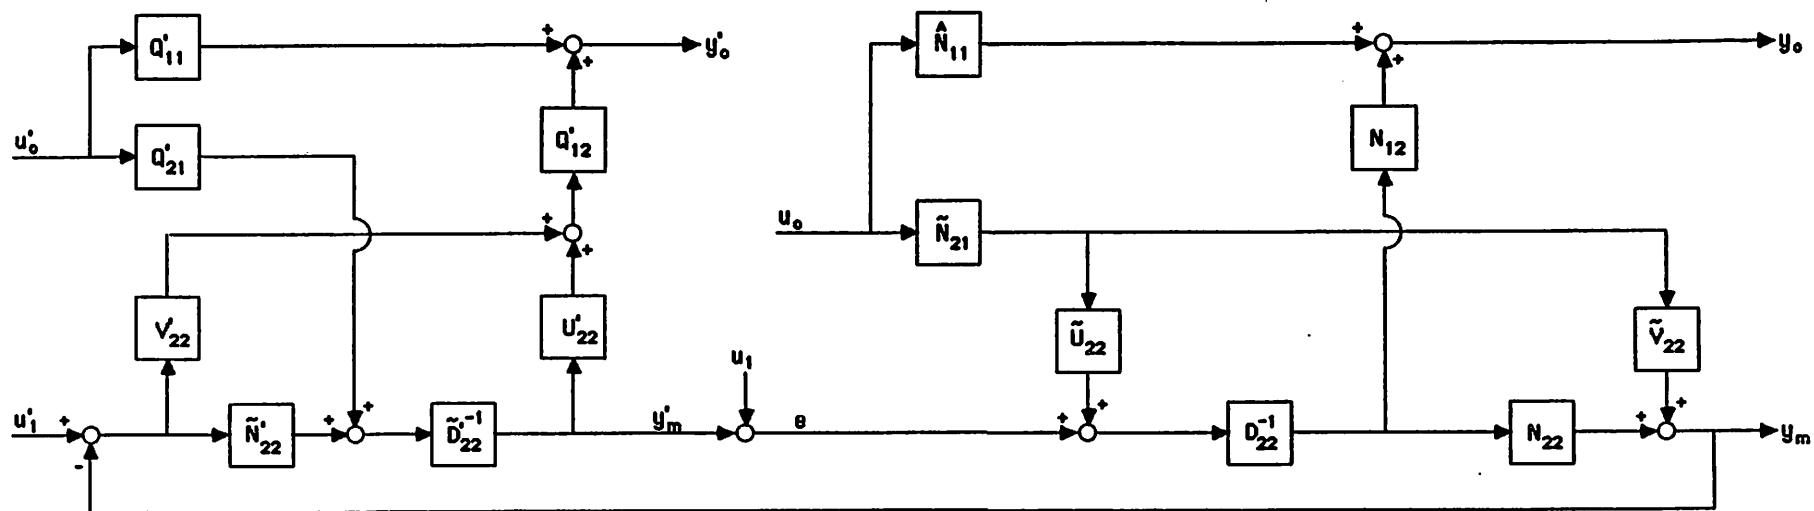 Q'₁₁
+
+
y'ₒ
N̂₁₁
+
+
yₒ
u'ₒ
Q'₂₁
Q'₁₂
N₁₂
+
+
uₒ
Ñ₂₁
V'₂₂
U'₂₂
Ũ₂₂
Ṽ₂₂
u₁
u'₁
+
-
Ñ'₂₂
+
+
D̃'₂₂⁻¹
y'ₘ
e
+
+
D₂₂⁻¹
N₂₂
+
+
yₘ